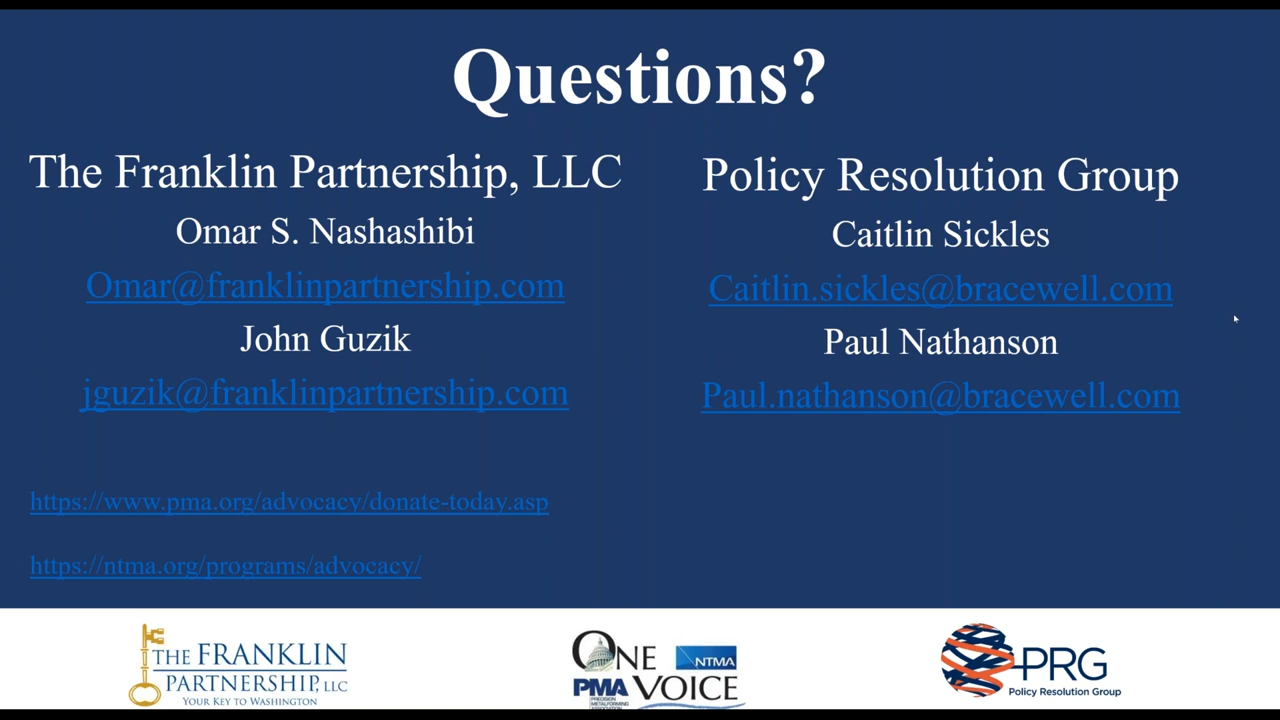 Questions?
The Franklin Partnership, LLC
Omar S. Nashashibi
Omar@franklinpartnership.com
John Guzik
jguzik@franklinpartnership.com
Policy Resolution Group
Caitlin Sickles
Caitlin.sickles@bracewell.com
Paul Nathanson
Paul.nathanson@bracewell.com
https://www.pma.org/advocacy/donate-today.asp
https://ntma.org/programs/advocacy/
THE FRANKLIN
PARTNERSHIP, LLC
YOUR KEY TO WASHINGTON
ONE NTMA
PMA VOICE
PRECISION
METALFORMING
ASSOCIATION
PRG
Policy Resolution Group